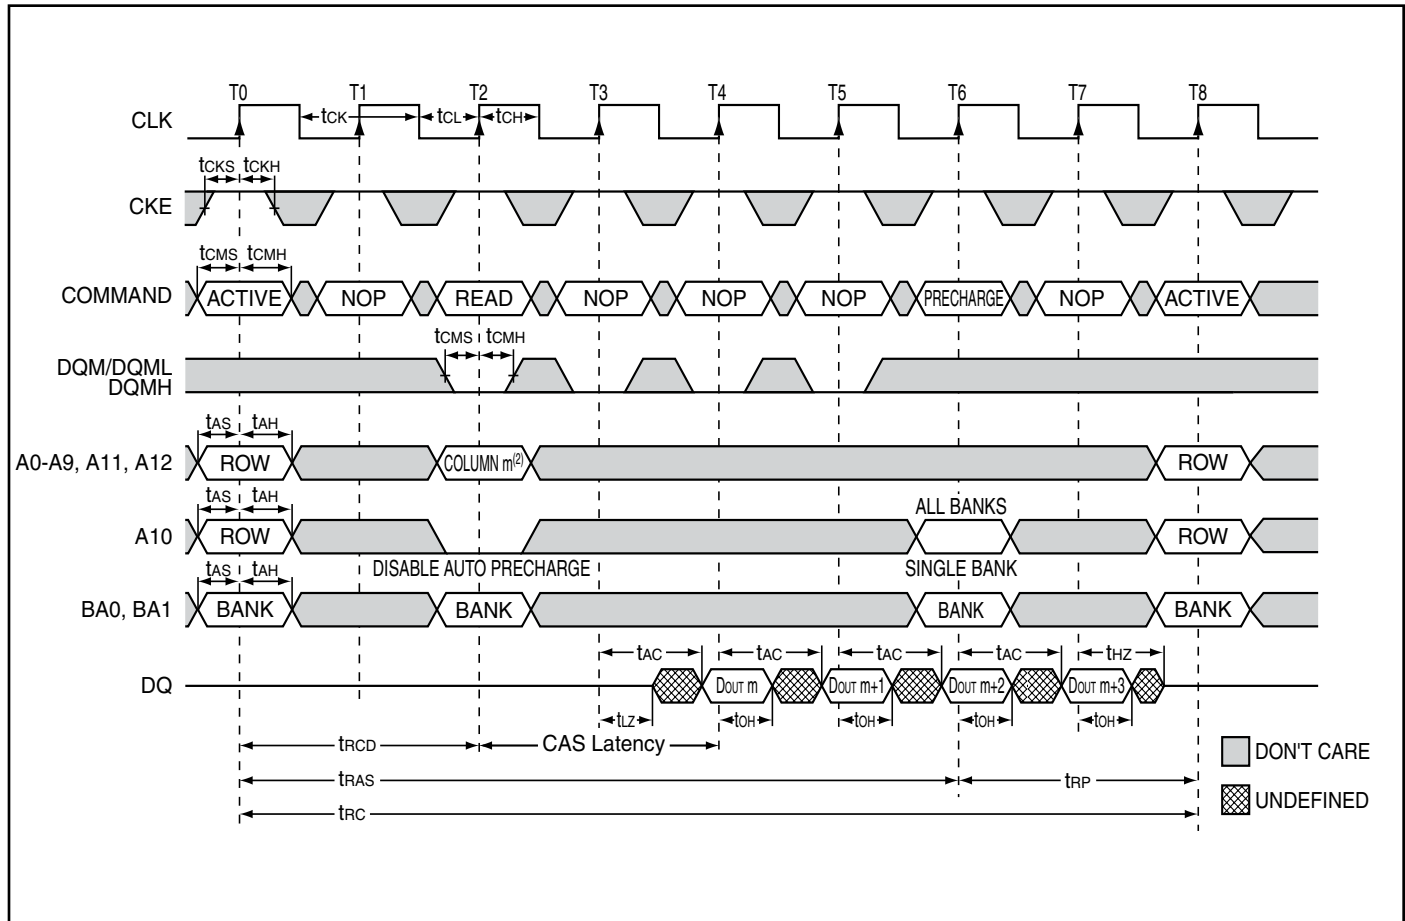 T0 T1 T2 T3 T4 T5 T6 T7 T8
CLK tCK tCL tCH
tCKS tCKH
CKE
tCMS tCMH
COMMAND ACTIVE NOP READ NOP NOP NOP PRECHARGE NOP ACTIVE
tCMS tCMH
DQM/DQML
DQMH
tAS tAH
A0-A9, A11, A12 ROW COLUMN m(2) ROW
tAS tAH ALL BANKS
A10 ROW ROW
DISABLE AUTO PRECHARGE SINGLE BANK
tAS tAH
BA0, BA1 BANK BANK BANK BANK
tAC tAC tAC tAC tHZ
DQ DOUT m DOUT m+1 DOUT m+2 DOUT m+3
tLZ tOH tOH tOH tOH
tRCD CAS Latency
DON'T CARE
tRAS tRP
UNDEFINED
tRC